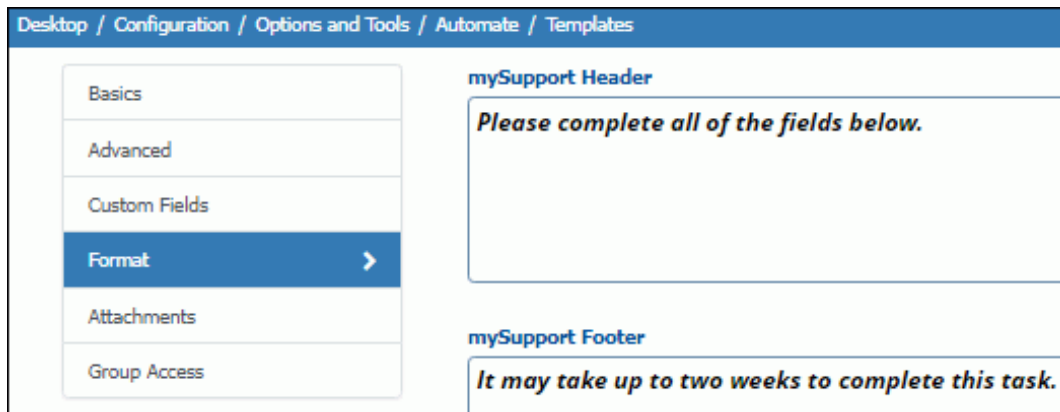 Desktop / Configuration / Options and Tools / Automate / Templates
Basics
Advanced
Custom Fields
Format
Attachments
Group Access
mySupport Header
Please complete all of the fields below.
mySupport Footer
It may take up to two weeks to complete this task.